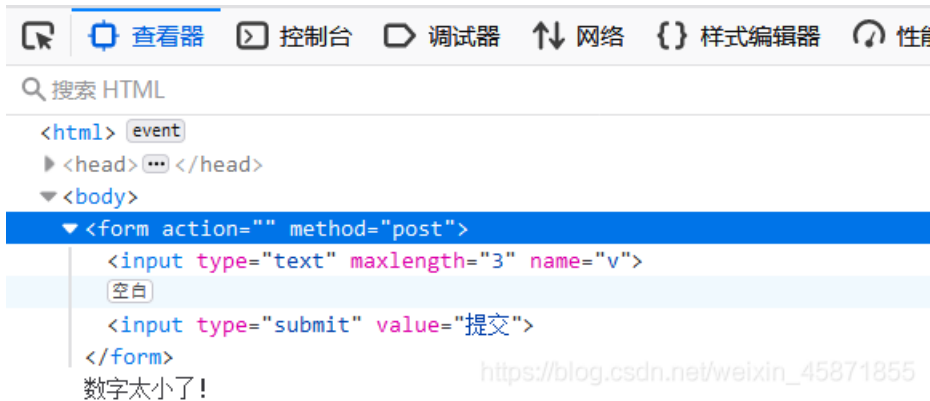 查看器 控制台 调试器 网络 {} 样式编辑器 性能
搜索 HTML
<html> event
<head> ••• </head>
<body>
<form action="" method="post">
<input type="text" maxlength="3" name="v">
空白
<input type="submit" value="提交">
</form>
数字太小了!
https://blog.csdn.net/weixin_45871855